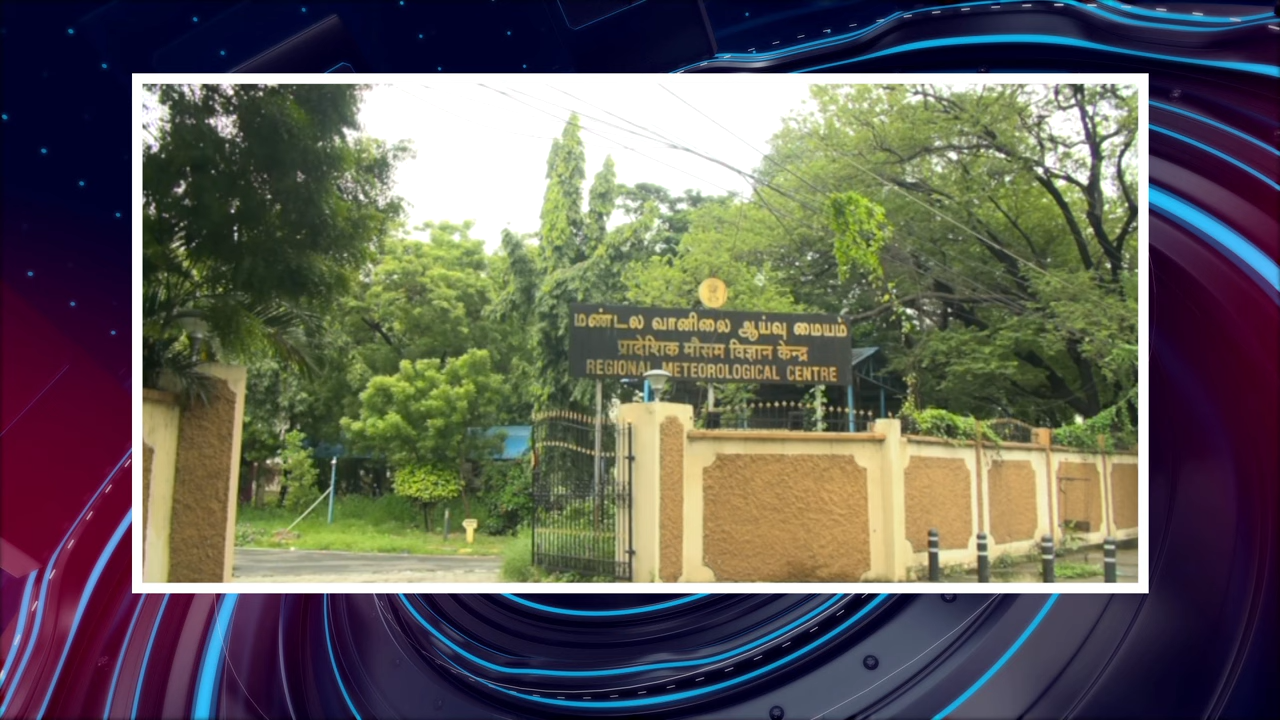 மண்டல வானிலை ஆய்வு மையம்
प्रादेशिक मौसम विज्ञान केन्द्र
REGIONAL METEOROLOGICAL CENTRE